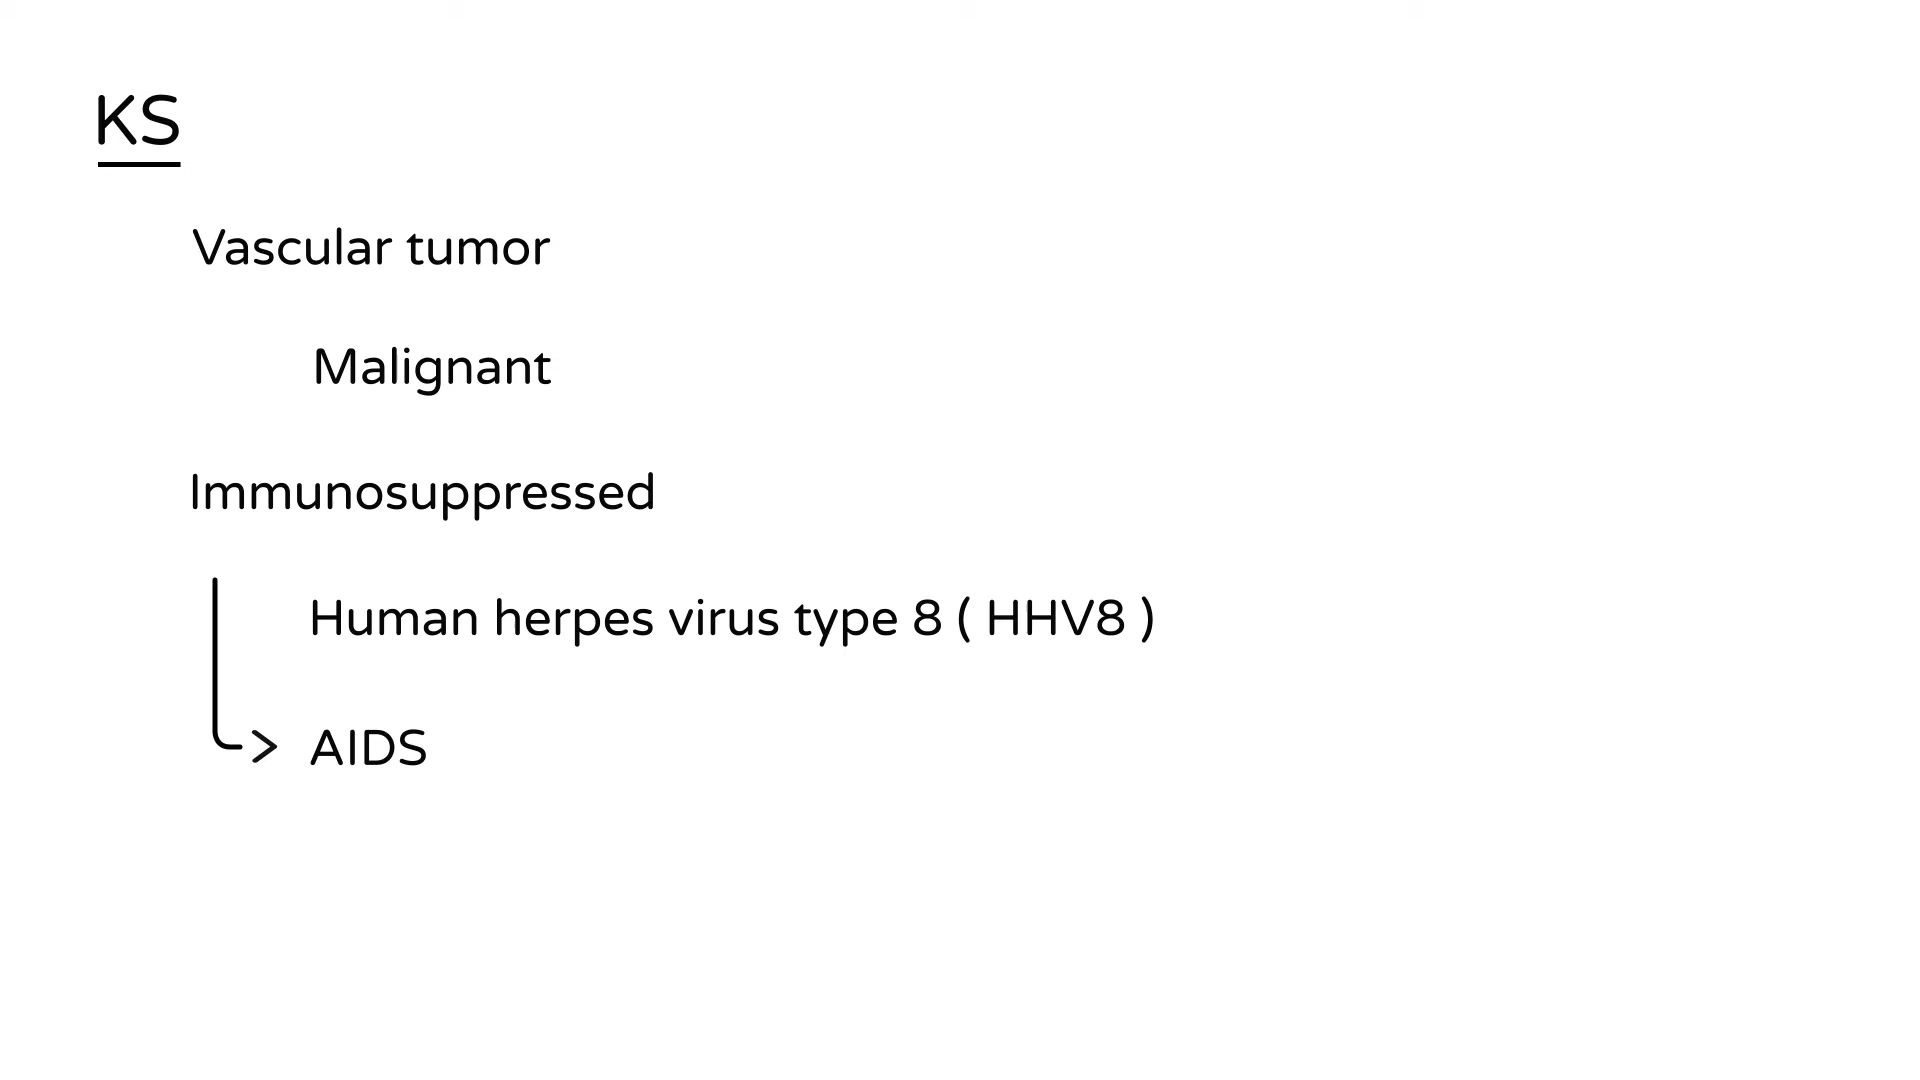 KS
Vascular tumor
Malignant
Immunosuppressed
Human herpes virus type 8 ( HHV8 )
AIDS